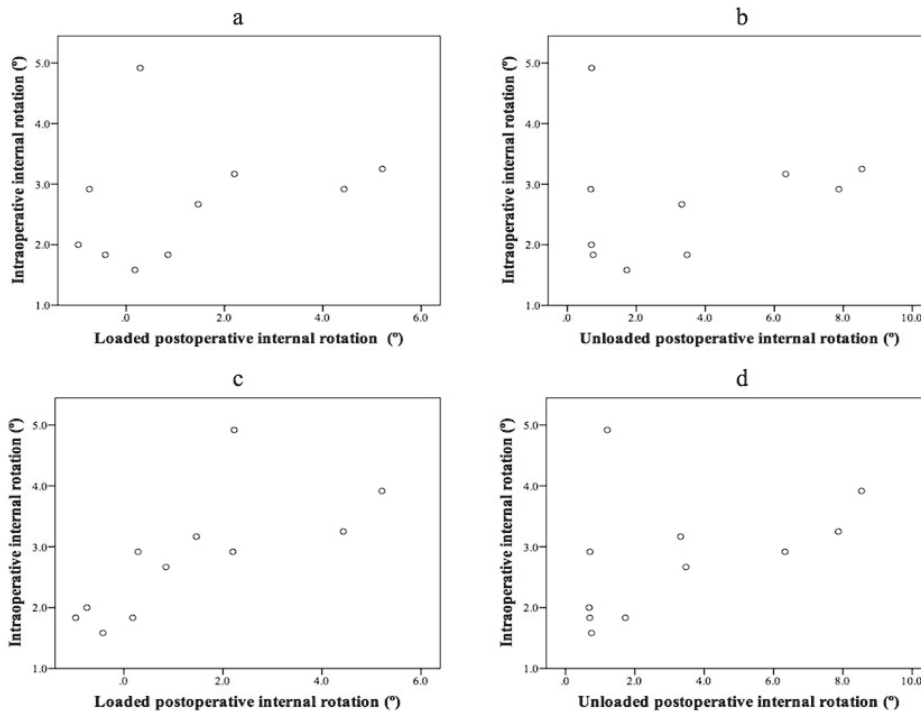 a
Intraoperative internal rotation (º)
5.0
4.0
3.0
2.0
1.0
.0 2.0 4.0 6.0
Loaded postoperative internal rotation (º)
b
Intraoperative internal rotation (º)
5.0
4.0
3.0
2.0
1.0
.0 2.0 4.0 6.0 8.0 10.0
Unloaded postoperative internal rotation (º)
c
Intraoperative internal rotation (º)
5.0
4.0
3.0
2.0
1.0
.0 2.0 4.0 6.0
Loaded postoperative internal rotation (º)
d
Intraoperative internal rotation (º)
5.0
4.0
3.0
2.0
1.0
.0 2.0 4.0 6.0 8.0 10.0
Unloaded postoperative internal rotation (º)